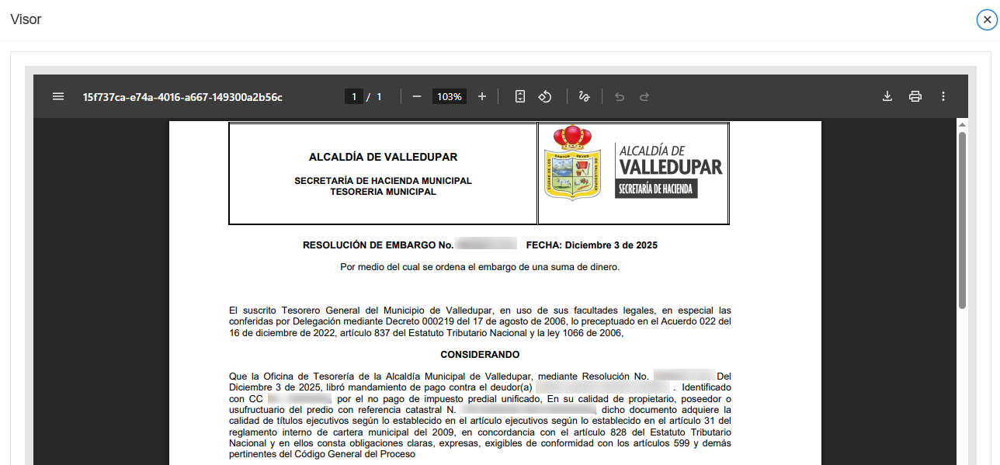 Visor
15f737ca-e74a-4016-a667-149300a2b56c
1 / 1
103%
ALCALDÍA DE VALLEDUPAR
SECRETARÍA DE HACIENDA MUNICIPAL
TESORERIA MUNICIPAL
CIUDAD DE LOS SANTOS REYES DE VALLEDUPAR
ALCALDÍA DE
VALLEDUPAR
SECRETARÍA DE HACIENDA
RESOLUCIÓN DE EMBARGO No. FECHA: Diciembre 3 de 2025
Por medio del cual se ordena el embargo de una suma de dinero.
El suscrito Tesorero General del Municipio de Valledupar, en uso de sus facultades legales, en especial las
conferidas por Delegación mediante Decreto 000219 del 17 de agosto de 2006, lo preceptuado en el Acuerdo 022 del
16 de diciembre de 2022, artículo 837 del Estatuto Tributario Nacional y la ley 1066 de 2006,
CONSIDERANDO
Que la Oficina de Tesorería de la Alcaldía Municipal de Valledupar, mediante Resolución No. Del
Diciembre 3 de 2025, libró mandamiento de pago contra el deudor(a) . Identificado
con CC por el no pago de impuesto predial unificado, En su calidad de propietario, poseedor o
usufructuario del predio con referencia catastral N. dicho documento adquiere la
calidad de títulos ejecutivos según lo establecido en el artículo ejecutivos según lo establecido en el artículo 31 del
reglamento interno de cartera municipal del 2009, en concordancia con el artículo 828 del Estatuto Tributario
Nacional y en ellos consta obligaciones claras, expresas, exigibles de conformidad con los artículos 599 y demás
pertinentes del Código General del Proceso